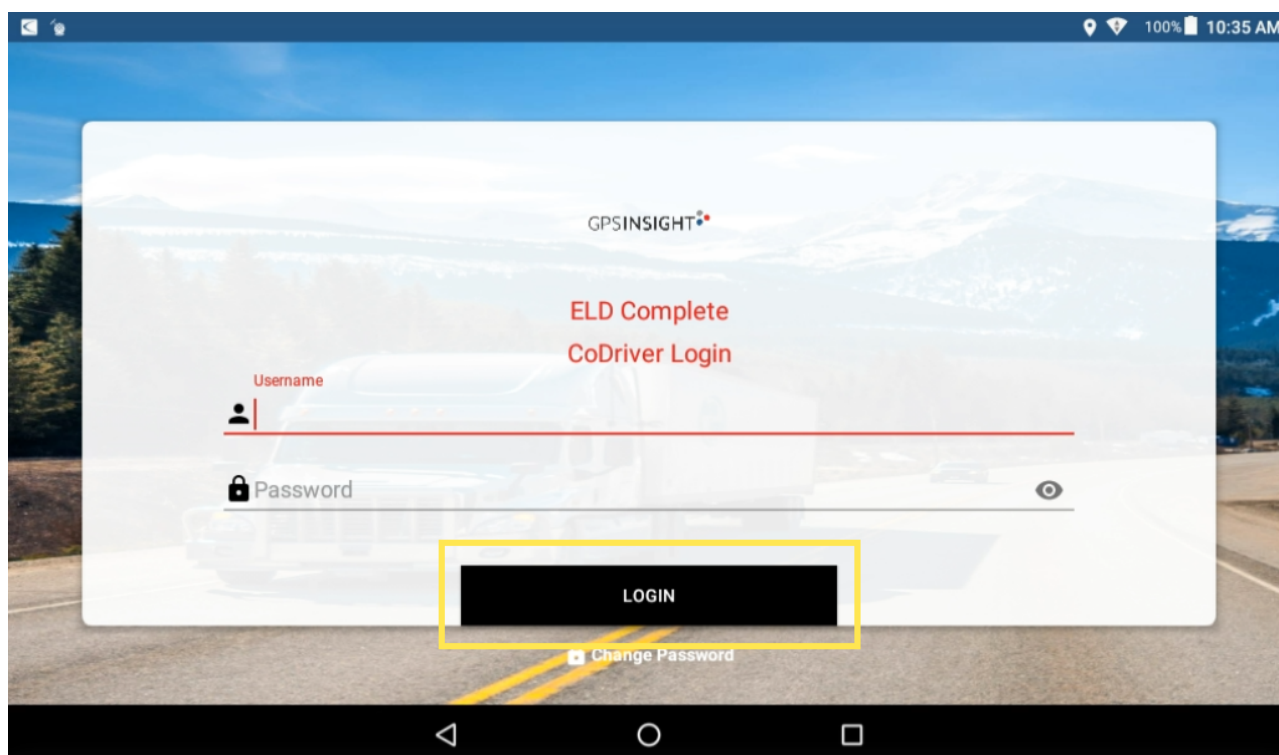 100% 10:35 AM
GPSINSIGHT
ELD Complete
CoDriver Login
Username
Password
LOGIN
Change Password